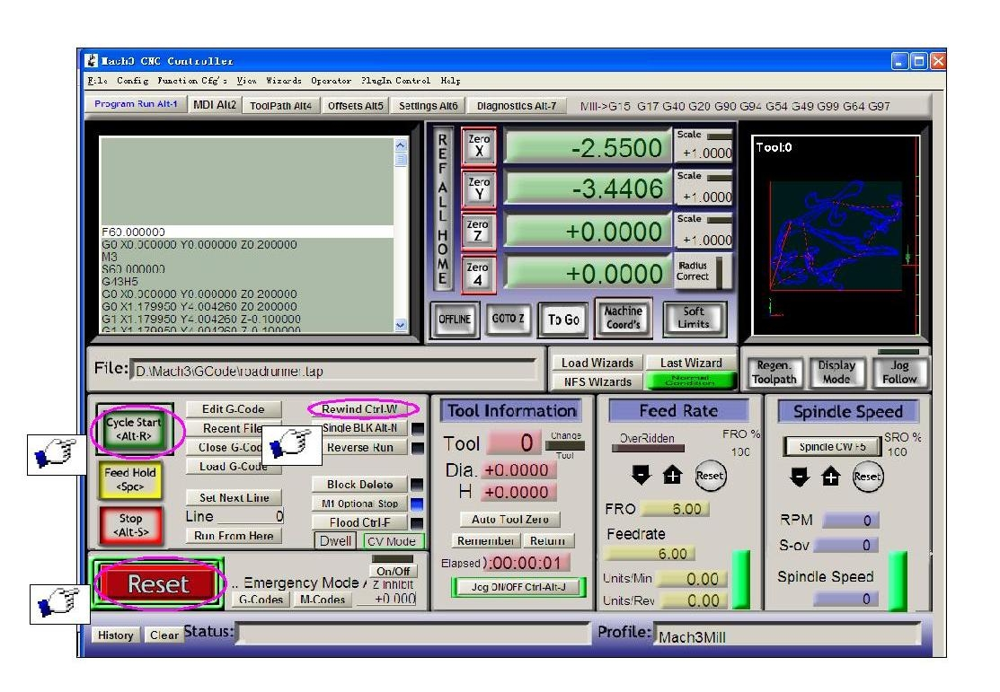 Mach3 CNC Controller
File Config Function Cfg's View Wizards Operator PlugIn Control Help
Program Run Alt-1 MDI Alt2 ToolPath Alt4 Offsets Alt5 Settings Alt6 Diagnostics Alt-7 Mill->G15 G17 G40 G20 G90 G94 G54 G49 G99 G64 G97
F60.000000
G0 X0.000000 Y0.000000 Z0.200000
M3
S60.000000
G43H5
G0 X0.000000 Y0.000000 Z0.200000
G0 X1.179950 Y4.004260 Z0.200000
G1 X1.179950 Y4.004260 Z-0.100000
G1 X1.179950 Y4.004260 Z-0.100000
REF ALL HOME
Zero X -2.5500 Scale +1.0000
Zero Y -3.4406 Scale +1.0000
Zero Z +0.0000 Scale +1.0000
Zero 4 +0.0000 Radius Correct
OFFLINE GOTO Z To Go Machine Coord's Soft Limits
Tool:0
File: D:\Mach3\GCode\roadrunner.tap
Load Wizards Last Wizard
NFS Wizards Normal Condition
Regen. Toolpath Display Mode Jog Follow
Cycle Start <Alt-R>
Feed Hold <Spc>
Stop <Alt-S>
Edit G-Code
Recent File
Close G-Cod
Load G-Code
Set Next Line
Line 0
Run From Here
Rewind Ctrl-W
Single BLK Alt-N
Reverse Run
Block Delete
M1 Optional Stop
Flood Ctrl-F
Dwell CV Mode
Reset
.. Emergency Mode
G-Codes M-Codes
On/Off
Z Inhibit
+0.000
Tool Information
Tool 0 Change Tool
Dia. +0.0000
H +0.0000
Auto Tool Zero
Remember Return
Elapsed 00:00:01
Jog ON/OFF Ctrl-Alt-J
Feed Rate
OverRidden FRO % 100
Reset
FRO 6.00
Feedrate
6.00
Units/Min 0.00
Units/Rev 0.00
Spindle Speed
Spindle CW F5 SRO % 100
Reset
RPM 0
S-ov 0
Spindle Speed
0
History Clear Status: Profile: Mach3Mill